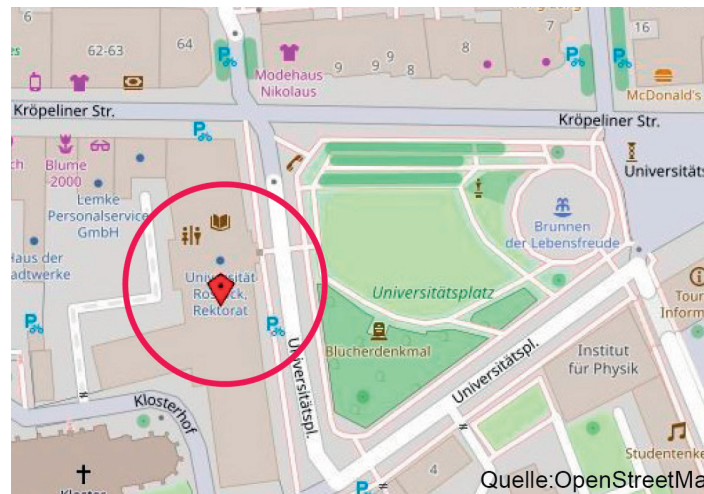 6
62-63
64
Modehaus
Nikolaus
9
9
9
8
8
7
16
McDonald's
Kröpeliner Str.
Kröpeliner Str.
Blume
2000
Lemke
Personalservice
GmbH
Haus der
Universitäts
Brunnen
der Lebensfreude
Universität
Rostock,
Rektorat
Universitätsplatz
Blücherdenkmal
Universitätspl.
Universitätspl.
Tour
Inform
Institut
für Physik
Klosterhof
Studentenke
4
Kloster
Quelle:OpenStreetMa